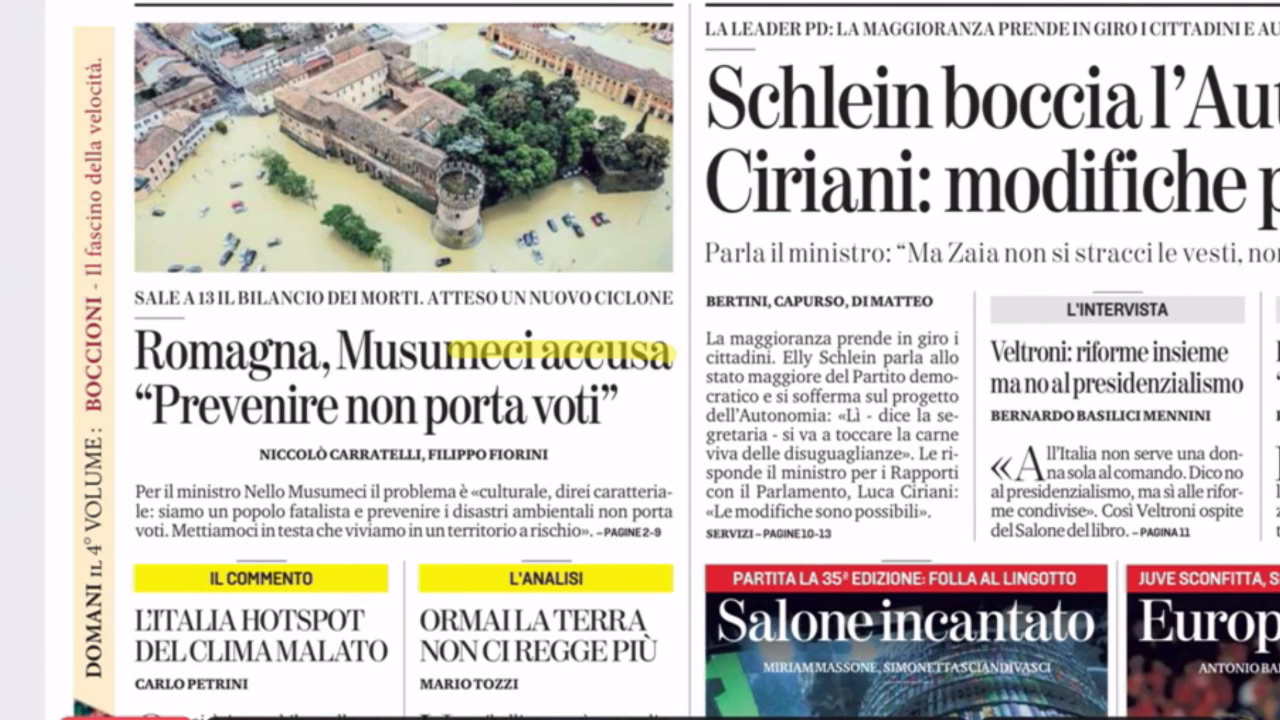 DOMANI IL 4° VOLUME: BOCCIONI - Il fascino della velocità.
SALE A 13 IL BILANCIO DEI MORTI. ATTESO UN NUOVO CICLONE
Romagna, Musumeci accusa
“Prevenire non porta voti”
NICCOLÒ CARRATELLI, FILIPPO FIORINI
Per il ministro Nello Musumeci il problema è «culturale, direi caratteria-
le: siamo un popolo fatalista e prevenire i disastri ambientali non porta
voti. Mettiamoci in testa che viviamo in un territorio a rischio». – PAGINE 2-9
IL COMMENTO
L’ITALIA HOTSPOT
DEL CLIMA MALATO
CARLO PETRINI
L'ANALISI
ORMAI LA TERRA
NON CI REGGE PIÙ
MARIO TOZZI
LA LEADER PD: LA MAGGIORANZA PRENDE IN GIRO I CITTADINI E
Schlein boccia l’Aut
Ciriani: modifiche p
Parla il ministro: “Ma Zaia non si stracci le vesti,
BERTINI, CAPURSO, DI MATTEO
La maggioranza prende in giro i
cittadini. Elly Schlein parla allo
stato maggiore del Partito demo-
cratico e si sofferma sul progetto
dell’Autonomia: «Lì - dice la se-
gretaria - si va a toccare la carne
viva delle disuguaglianze». Le ri-
sponde il ministro per i Rapporti
con il Parlamento, Luca Ciriani:
«Le modifiche sono possibili».
SERVIZI – PAGINE 10-13
L'INTERVISTA
Veltroni: riforme insieme
ma no al presidenzialismo
BERNARDO BASILICI MENNINI
«All’Italia non serve una don-
na sola al comando. Dico no
al presidenzialismo, ma sì alle rifor-
me condivise». Così Veltroni ospite
del Salone del libro. – PAGINA 11
PARTITA LA 35ª EDIZIONE: FOLLA AL LINGOTTO
Salone incantato
MIRIAM MASSONE, SIMONETTA SCIANDIVASCI
JUVE SCONFITTA, S
Europ
ANTONIO BA